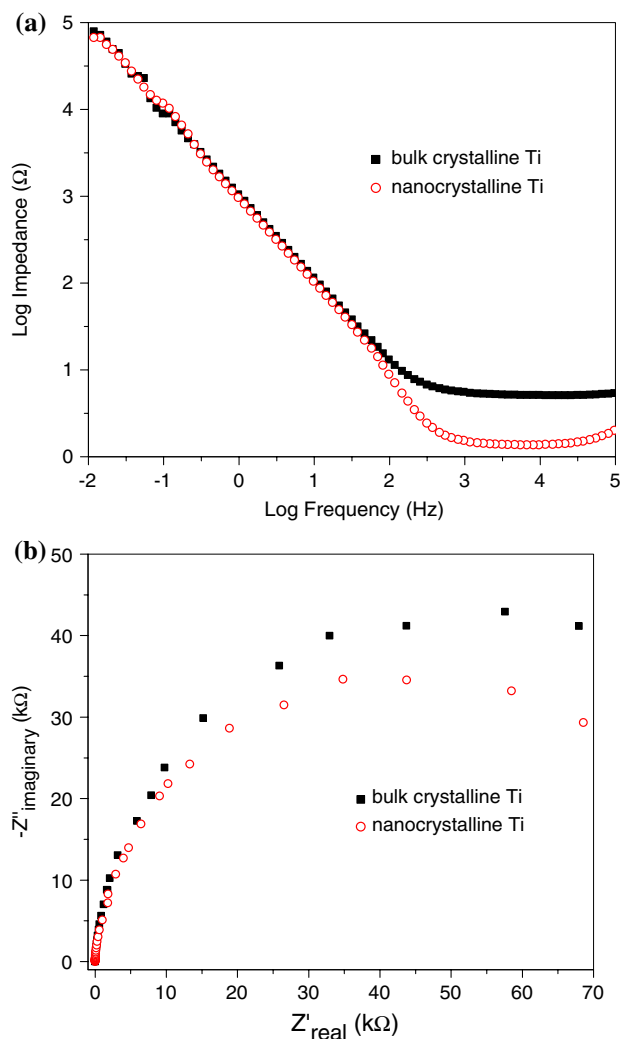 (a)
5
4
3
2
1
0
Log Impedance (Ω)
bulk crystalline Ti
nanocrystalline Ti
-2 -1 0 1 2 3 4 5
Log Frequency (Hz)
(b)
50
40
30
20
10
0
-Z''imaginary (kΩ)
bulk crystalline Ti
nanocrystalline Ti
0 10 20 30 40 50 60 70
Z'real (kΩ)